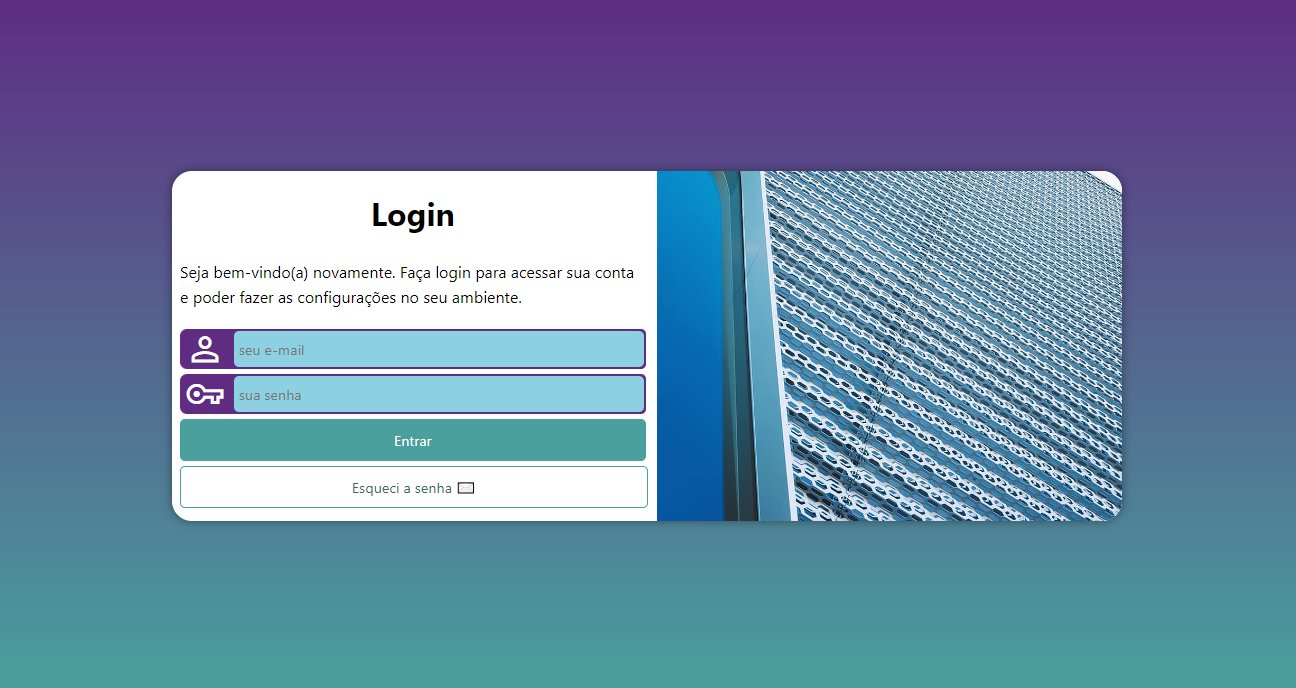 Login
Seja bem-vindo(a) novamente. Faça login para acessar sua conta
e poder fazer as configurações no seu ambiente.
seu e-mail
sua senha
Entrar
Esqueci a senha